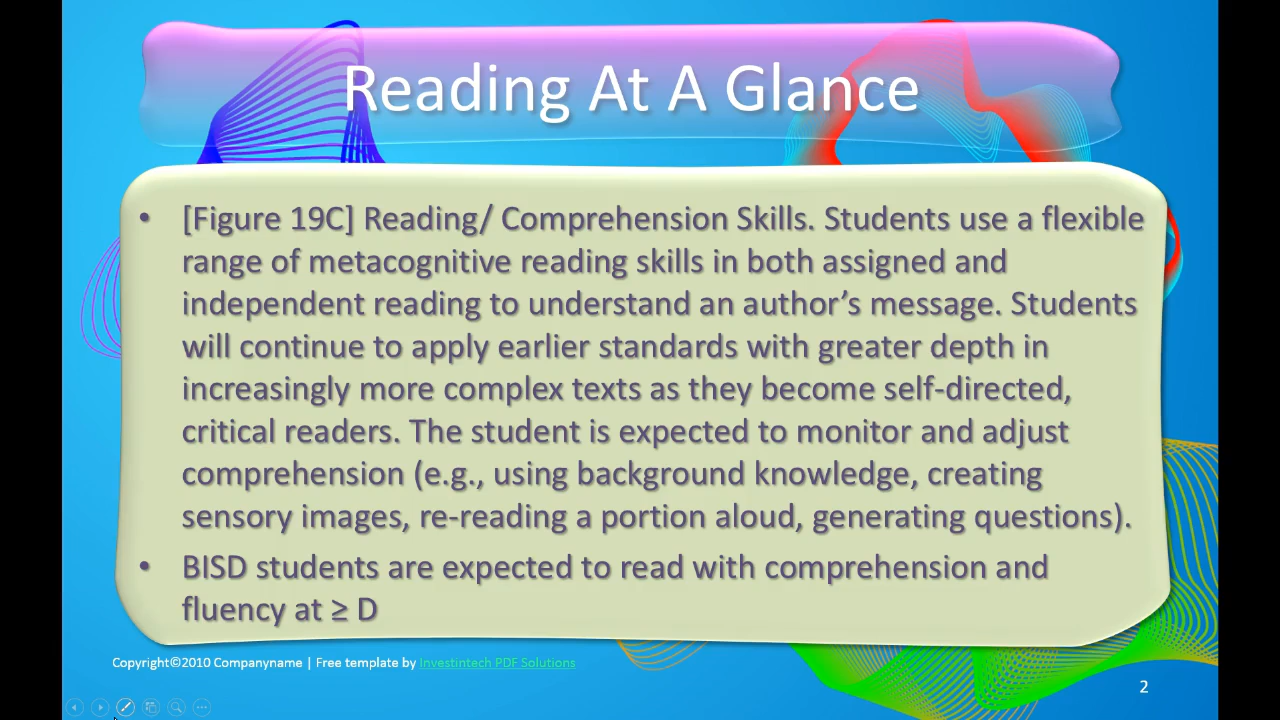 Reading At A Glance
• [Figure 19C] Reading/ Comprehension Skills. Students use a flexible
range of metacognitive reading skills in both assigned and
independent reading to understand an author’s message. Students
will continue to apply earlier standards with greater depth in
increasingly more complex texts as they become self-directed,
critical readers. The student is expected to monitor and adjust
comprehension (e.g., using background knowledge, creating
sensory images, re-reading a portion aloud, generating questions).
• BISD students are expected to read with comprehension and
fluency at ≥ D
Copyright©2010 Companyname | Free template by Investintech PDF Solutions
2